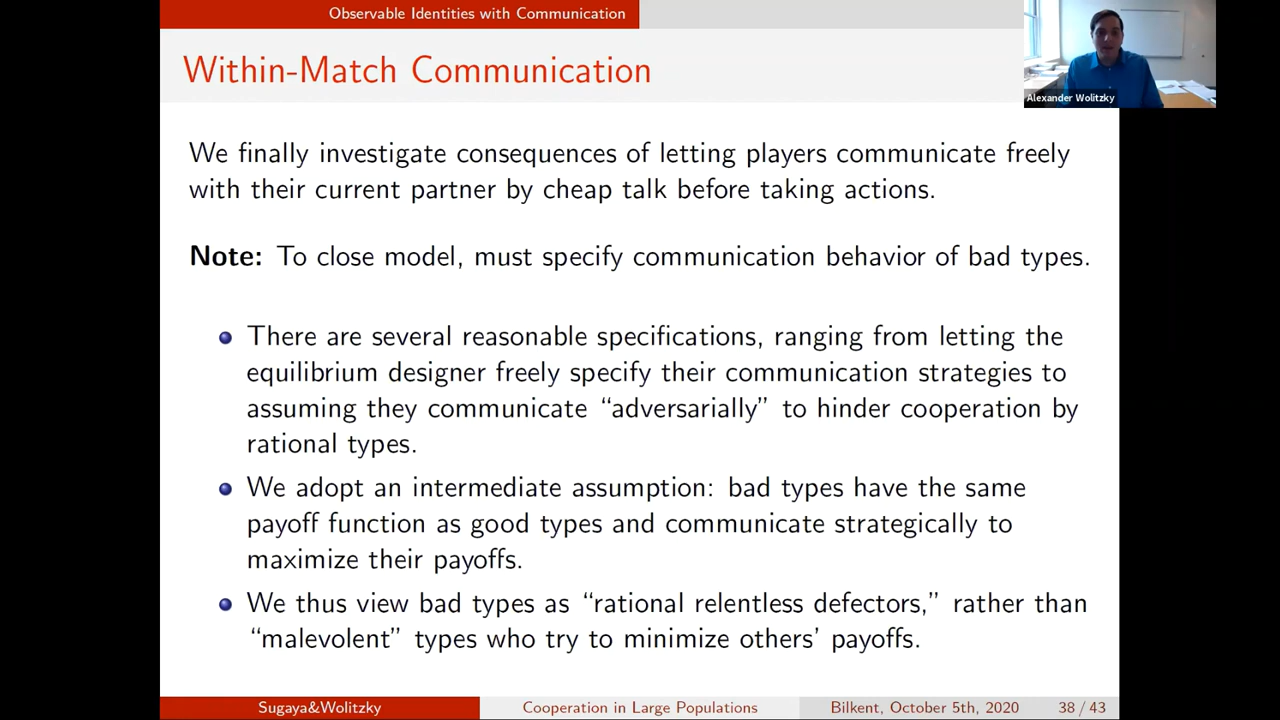 Observable Identities with Communication
Within-Match Communication
Alexander Wolitzky
We finally investigate consequences of letting players communicate freely
with their current partner by cheap talk before taking actions.
Note: To close model, must specify communication behavior of bad types.
There are several reasonable specifications, ranging from letting the
equilibrium designer freely specify their communication strategies to
assuming they communicate “adversarially” to hinder cooperation by
rational types.
We adopt an intermediate assumption: bad types have the same
payoff function as good types and communicate strategically to
maximize their payoffs.
We thus view bad types as “rational relentless defectors,” rather than
“malevolent” types who try to minimize others’ payoffs.
Sugaya&Wolitzky
Cooperation in Large Populations
Bilkent, October 5th, 2020
38 / 43